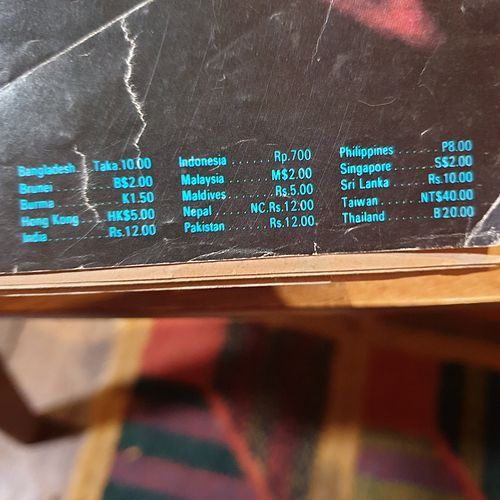 Bangladesh..Taka.10.00
Brunei..........B$2.00
Burma..........K1.50
Hong Kong.....HK$5.00
India..........Rs.12.00
Indonesia.......Rp.700
Malaysia.......M$2.00
Maldives.......Rs.5.00
Nepal......NC.Rs.12.00
Pakistan.......Rs.12.00
Philippines.......P8.00
Singapore.......S$2.00
Sri Lanka......Rs.10.00
Taiwan.......NT$40.00
Thailand.........B20.00